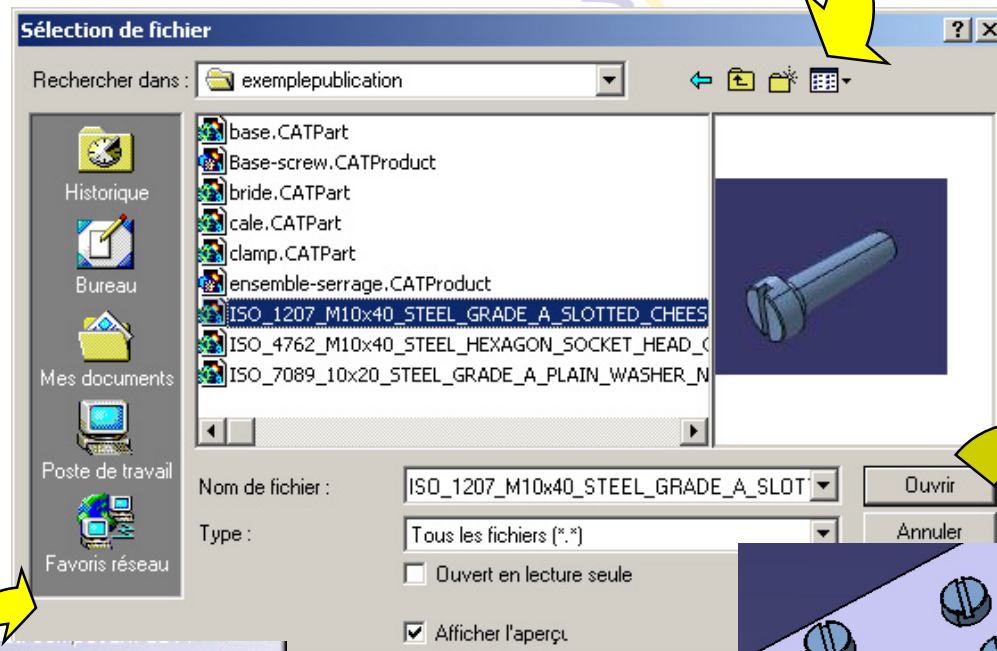 Sélection de fichier
Rechercher dans : exemplepublication
Historique
Bureau
Mes documents
Poste de travail
Favoris réseau
base.CATPart
Base-screw.CATProduct
bride.CATPart
cale.CATPart
clamp.CATPart
ensemble-serrage.CATProduct
ISO_1207_M10x40_STEEL_GRADE_A_SLOTTED_CHEES
ISO_4762_M10x40_STEEL_HEXAGON_SOCKET_HEAD_
ISO_7089_10x20_STEEL_GRADE_A_PLAIN_WASHER_N
Nom de fichier : ISO_1207_M10x40_STEEL_GRADE_A_SLOT
Ouvrir
Type : Tous les fichiers (*.*)
Annuler
Ouvert en lecture seule
Afficher l'aperçu